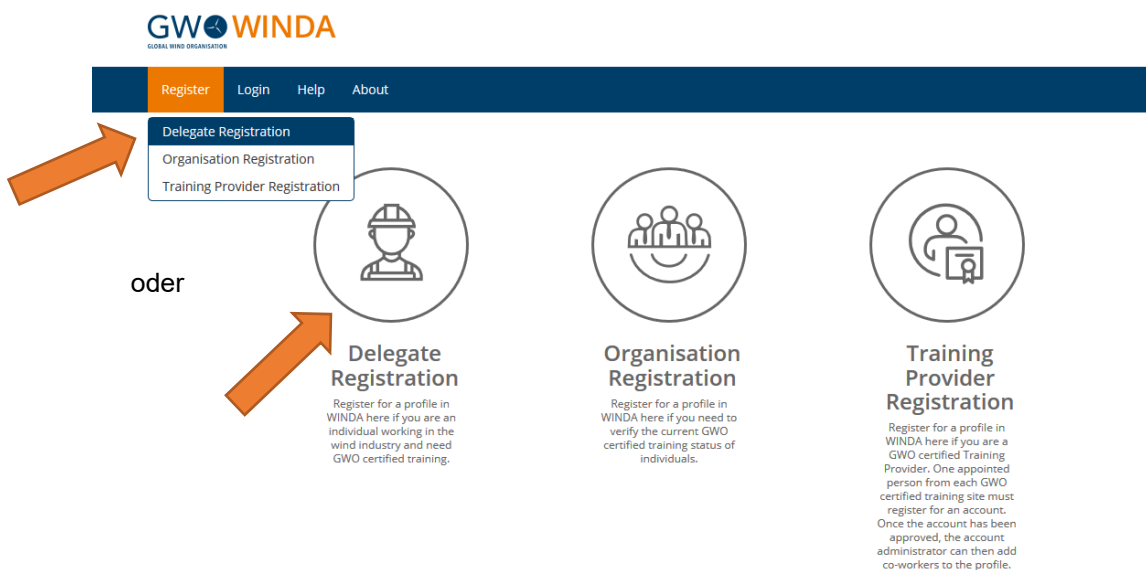 GWO WINDA
GLOBAL WIND ORGANISATION
Register Login Help About
Delegate Registration
Organisation Registration
Training Provider Registration
oder
Delegate
Registration
Register for a profile in
WINDA here if you are an
individual working in the
wind industry and need
GWO certified training.
Organisation
Registration
Register for a profile in
WINDA here if you need to
verify the current GWO
certified training status of
individuals.
Training
Provider
Registration
Register for a profile in
WINDA here if you are a
GWO certified Training
Provider. One appointed
person from each GWO
certified training site must
register for an account.
Once the account has been
approved, the account
administrator can then add
co-workers to the profile.